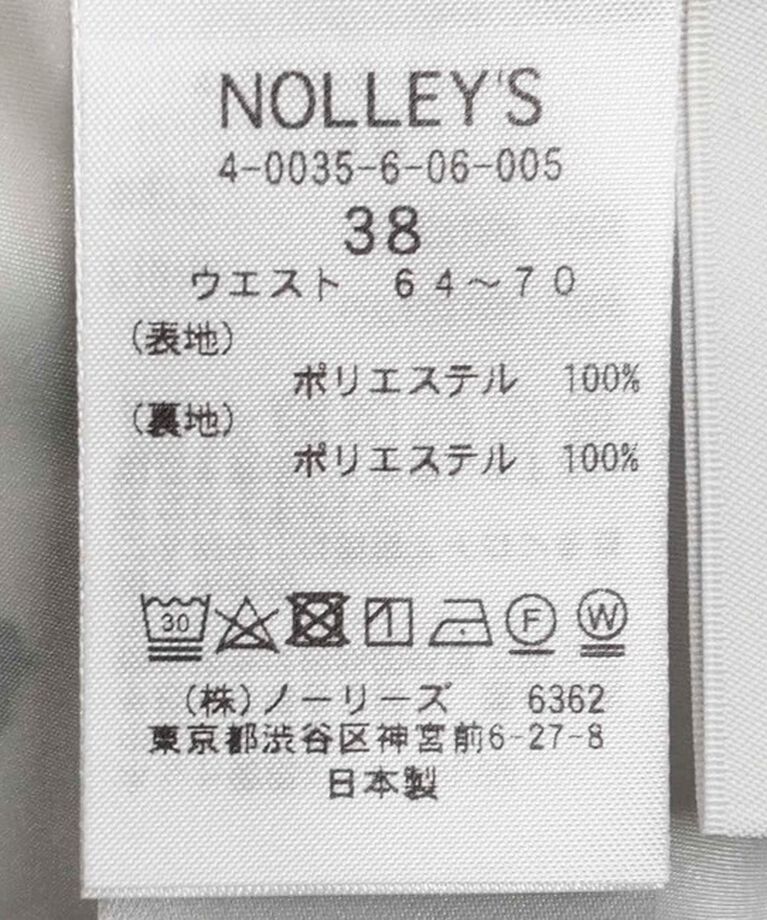 NOLLEY'S
4-0035-6-06-005
38
ウエスト 64~70
(表地)
ポリエステル 100%
(裏地)
ポリエステル 100%
30 F W
(株)ノーリーズ 6362
東京都渋谷区神宮前6-27-8
日本製